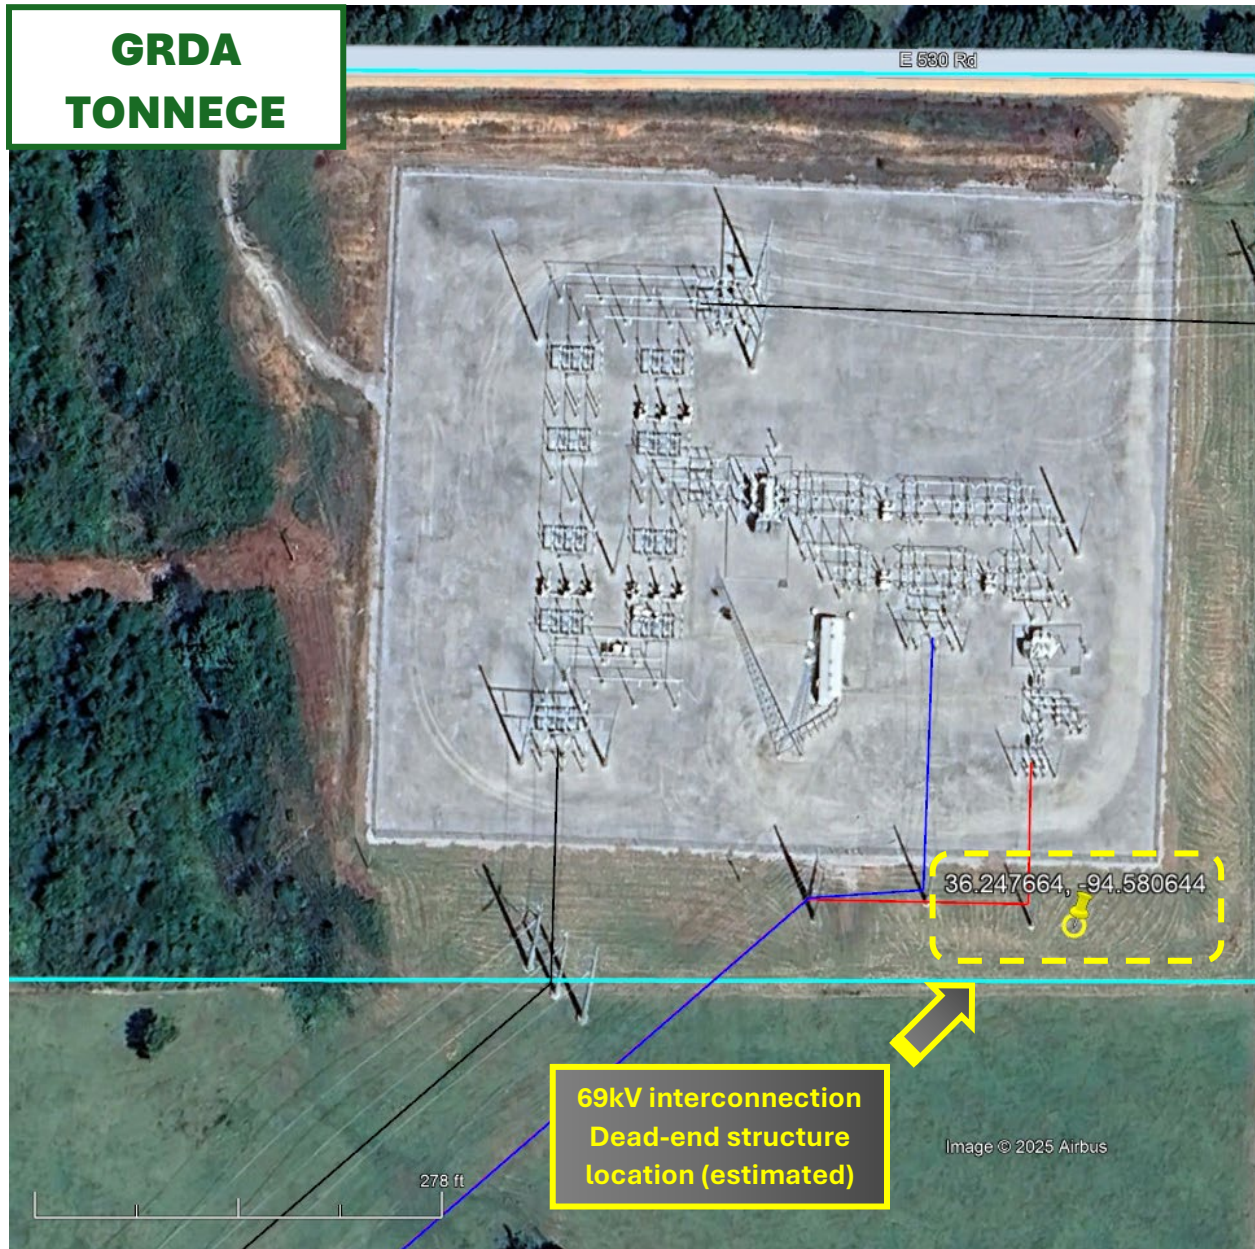 GRDA
TONNECE
E 530 Rd
36.247664, -94.580644
69kV interconnection
Dead-end structure
location (estimated)
Image © 2025 Airbus
278 ft